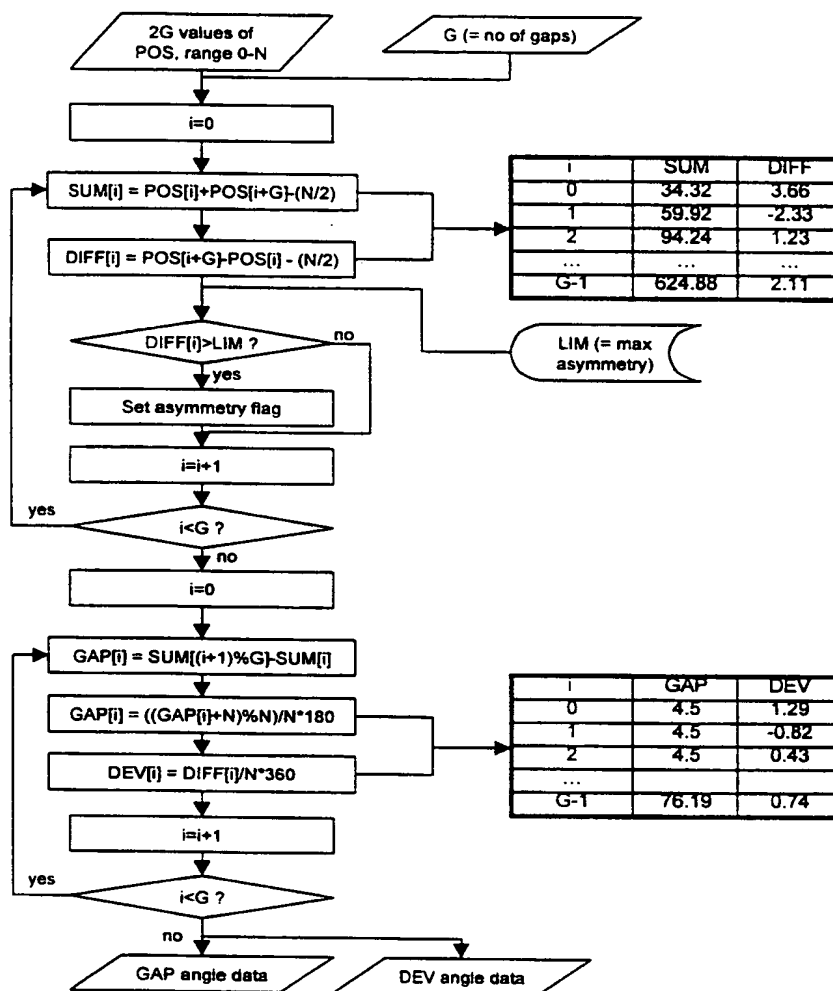 2G values of
POS, range 0-N
G (= no of gaps)
i=0
SUM[i] = POS[i]+POS[i+G]-(N/2)
DIFF[i] = POS[i+G]-POS[i] - (N/2)
i SUM DIFF
0 34.32 3.66
1 59.92 -2.33
2 94.24 1.23
... ... ...
G-1 624.88 2.11
DIFF[i]>LIM ?
no
LIM (= max
asymmetry)
yes
Set asymmetry flag
i=i+1
yes
i<G ?
no
i=0
GAP[i] = SUM[(i+1)%G]-SUM[i]
GAP[i] = ((GAP[i]+N)%N)/N*180
DEV[i] = DIFF[i]/N*360
i GAP DEV
0 4.5 1.29
1 4.5 -0.82
2 4.5 0.43
...
G-1 76.19 0.74
i=i+1
yes
i<G ?
no
GAP angle data
DEV angle data